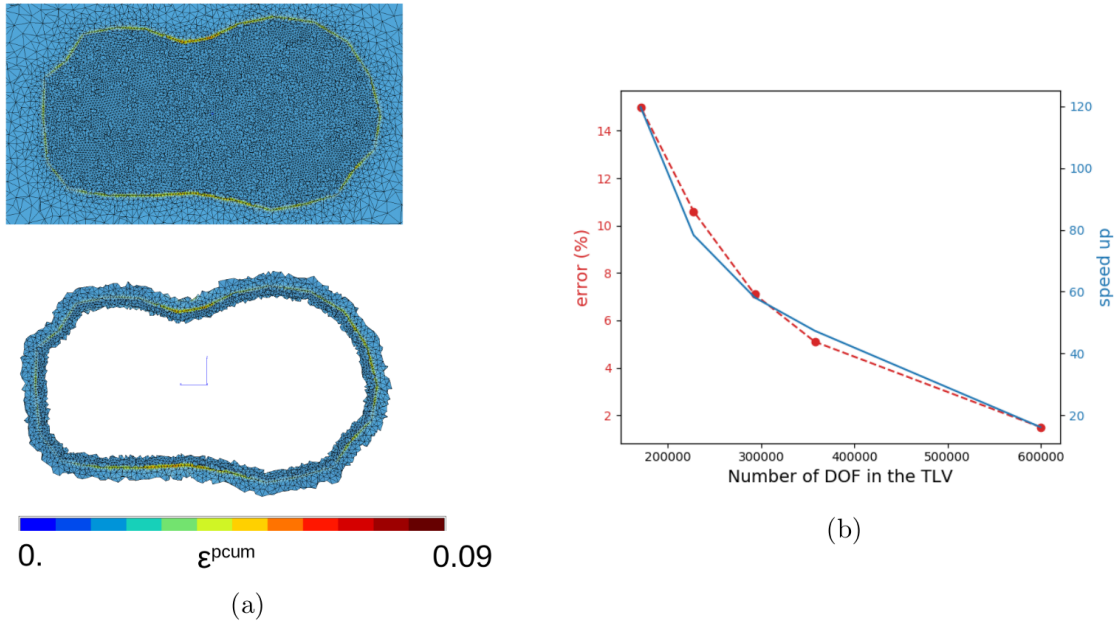 0. εᵖᶜᵘᵐ 0.09
(a)
14
12
10
8
6
4
2
error (%)
120
100
80
60
40
20
speed up
200000 300000 400000 500000 600000
Number of DOF in the TLV
(b)